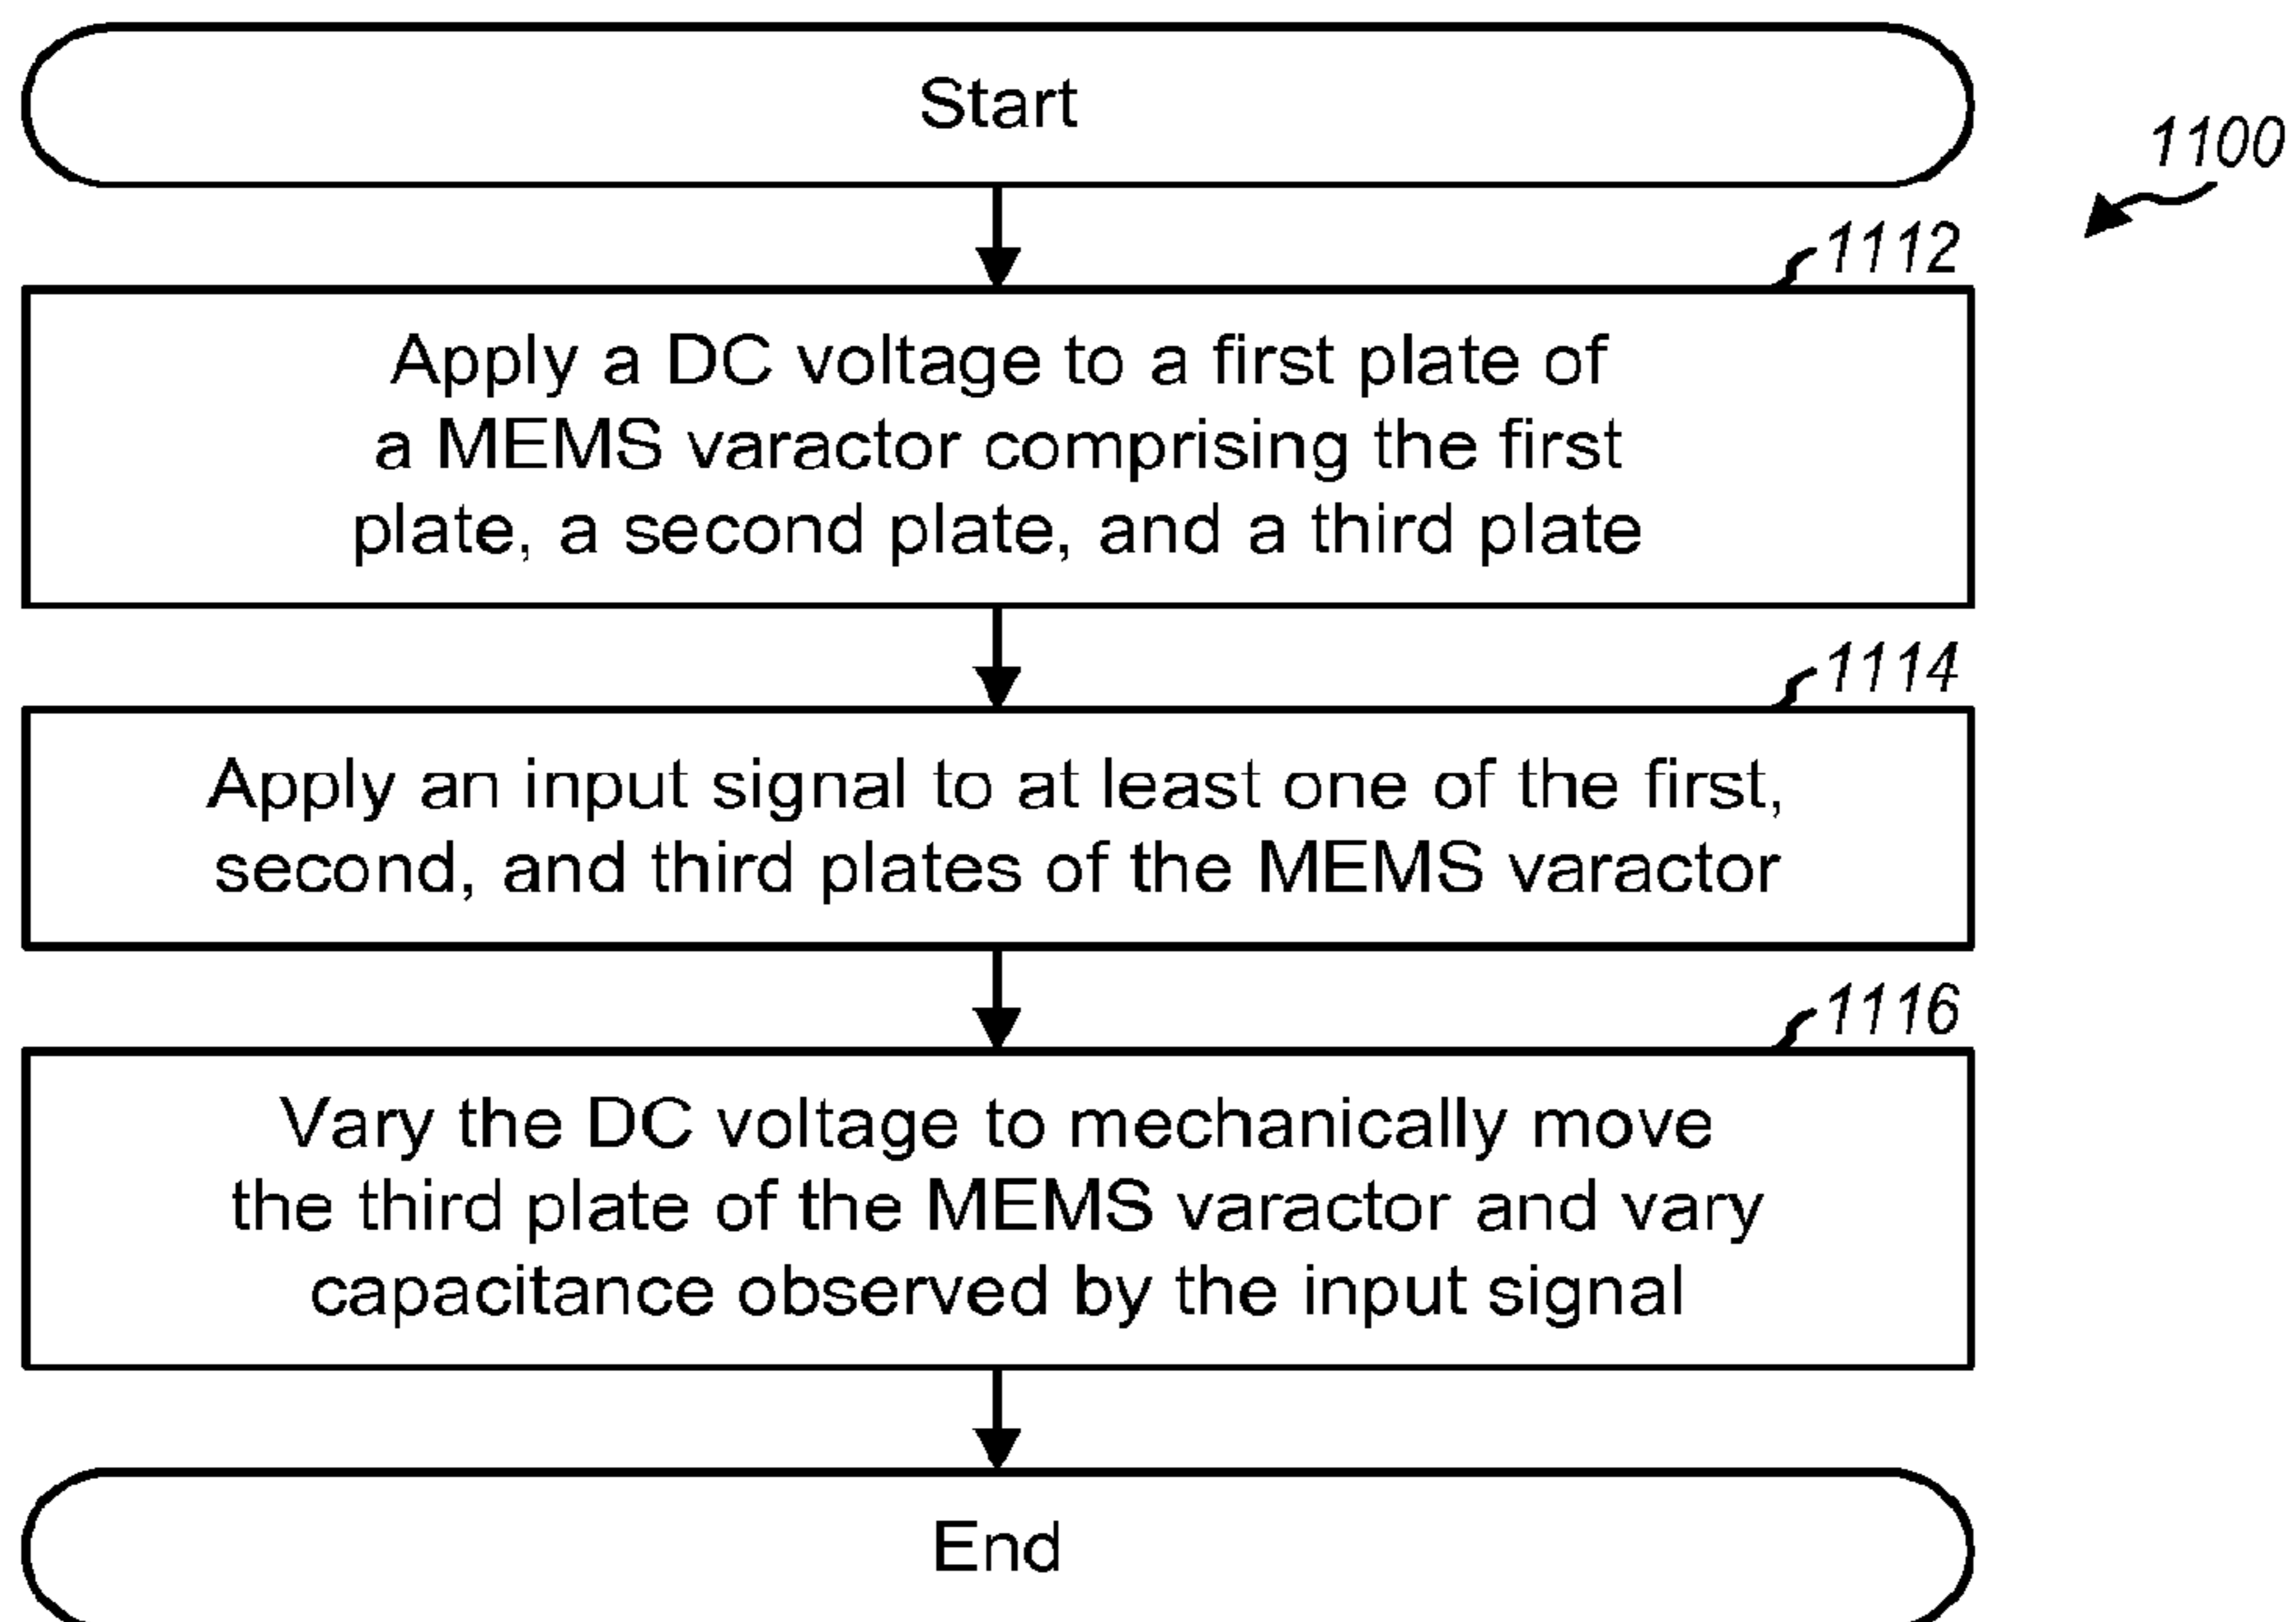 Start
1100
1112
Apply a DC voltage to a first plate of
a MEMS varactor comprising the first
plate, a second plate, and a third plate
1114
Apply an input signal to at least one of the first,
second, and third plates of the MEMS varactor
1116
Vary the DC voltage to mechanically move
the third plate of the MEMS varactor and vary
capacitance observed by the input signal
End